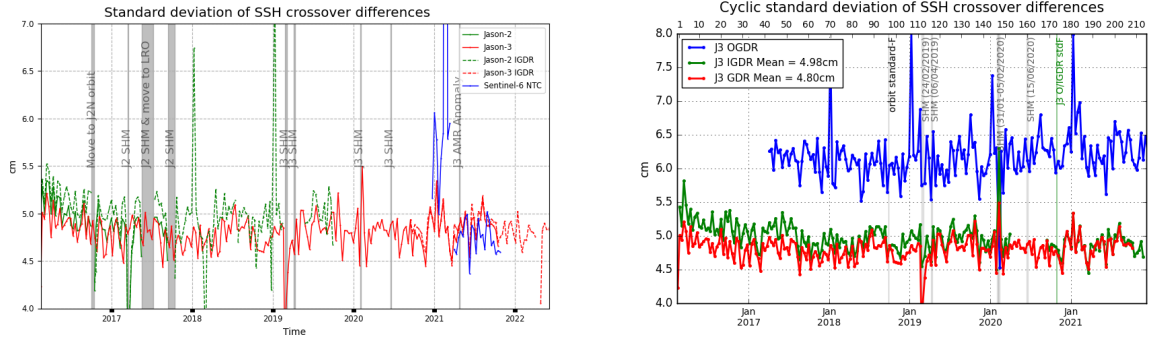 Standard deviation of SSH crossover differences
7.0
6.5
6.0
5.5
5.0
4.5
4.0
cm
Move to J2N orbit
J2 SHM
J2 SHM & move to LRO
J2 SHM
J3 SHM
J3 SHM
J3 SHM
J3 SHM
J3 AMR Anomaly
Jason-2
Jason-3
Jason-2 IGDR
Jason-3 IGDR
Sentinel-6 NTC
2017 2018 2019 2020 2021 2022
Time
Cyclic standard deviation of SSH crossover differences
1 10 20 30 40 50 60 70 80 90 100 110 120 130 140 150 160 170 180 190 200 210
8.0
7.5
7.0
6.5
6.0
5.5
5.0
4.5
4.0
cm
J3 OGDR
J3 IGDR Mean = 4.98cm
J3 GDR Mean = 4.80cm
orbit standard-F
SHM (24/02/2019)
SHM (06/04/2019)
SHM (31/01-05/02/2020)
SHM (15/06/2020)
J3 O/IGDR stdF
Jan Jan Jan Jan Jan
2017 2018 2019 2020 2021